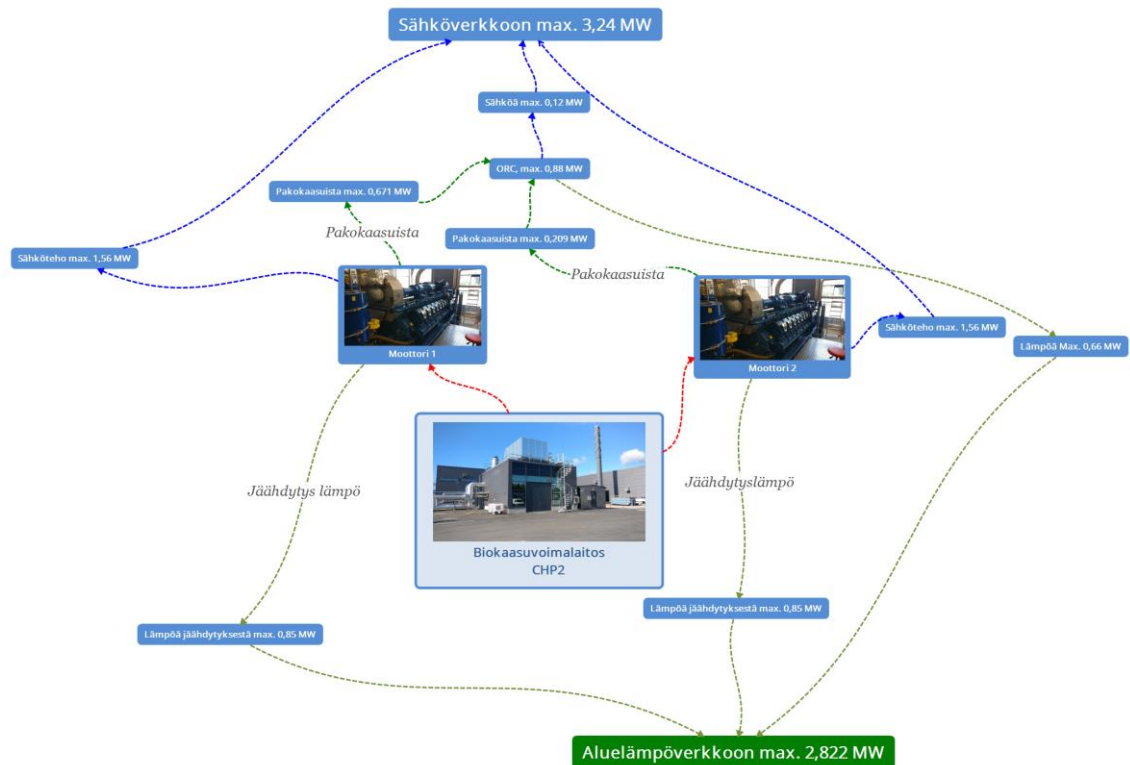 Sähköverkkoon max. 3,24 MW
Sähköä max. 0,12 MW
ORC, max. 0,88 MW
Pakokaasuista max. 0,671 MW
Pakokaasuista
Pakokaasuista max. 0,209 MW
Sähköteho max. 1,56 MW
Pakokaasuista
Sähköteho max. 1,56 MW
Lämpöä Max. 0,66 MW
Moottori 1
Moottori 2
Jäähdytys lämpö
Jäähdytyslämpö
Biokaasuvoimalaitos
CHP2
Lämpöä jäähdytyksestä max. 0,85 MW
Lämpöä jäähdytyksestä max. 0,85 MW
Aluelämpöverkkoon max. 2,822 MW